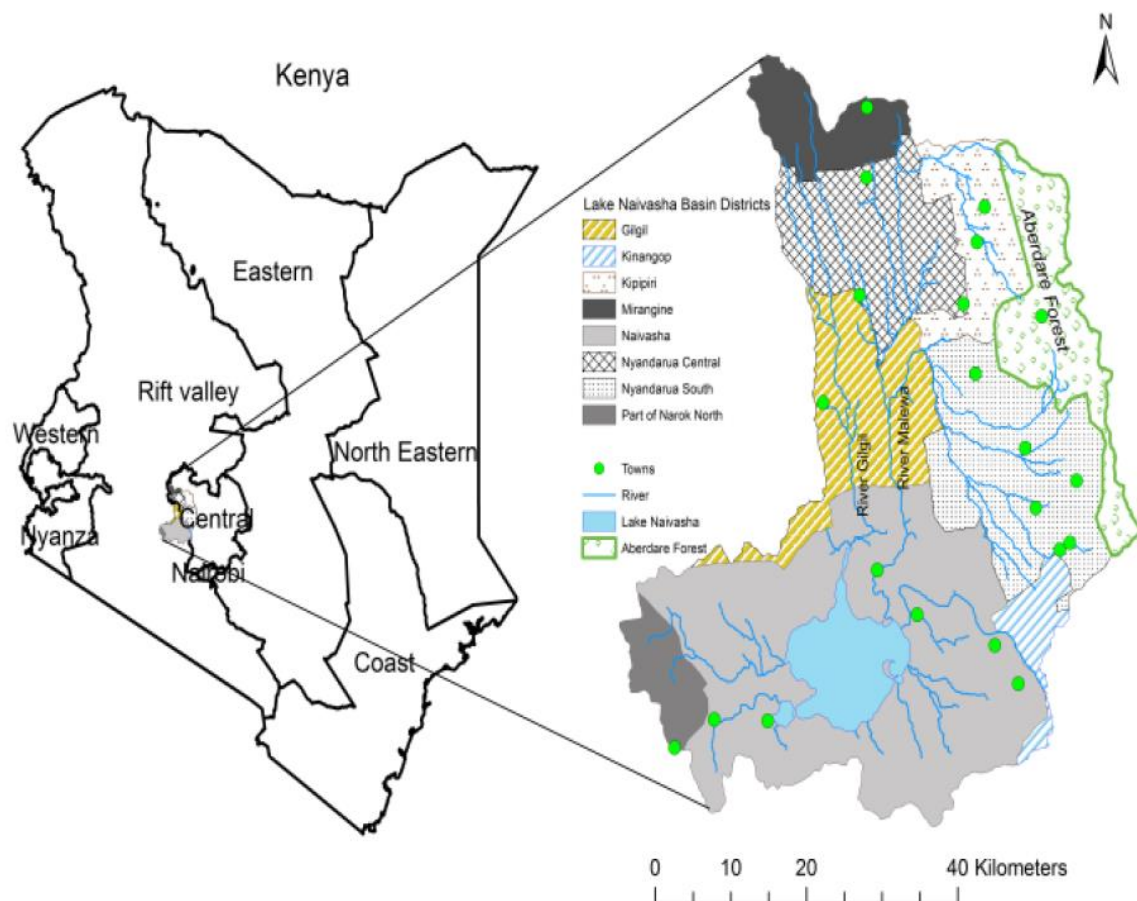 Kenya
N
Eastern
Rift valley
Western
North Eastern
Nyanza
Central
Nairobi
Coast
Lake Naivasha Basin Districts
Gilgil
Kinangop
Kipipiri
Mirangine
Naivasha
Nyandarua Central
Nyandarua South
Part of Narok North
Towns
River
Lake Naivasha
Aberdare Forest
Aberdare Forest
River Gilgil
River Malewa
0 10 20 40 Kilometers